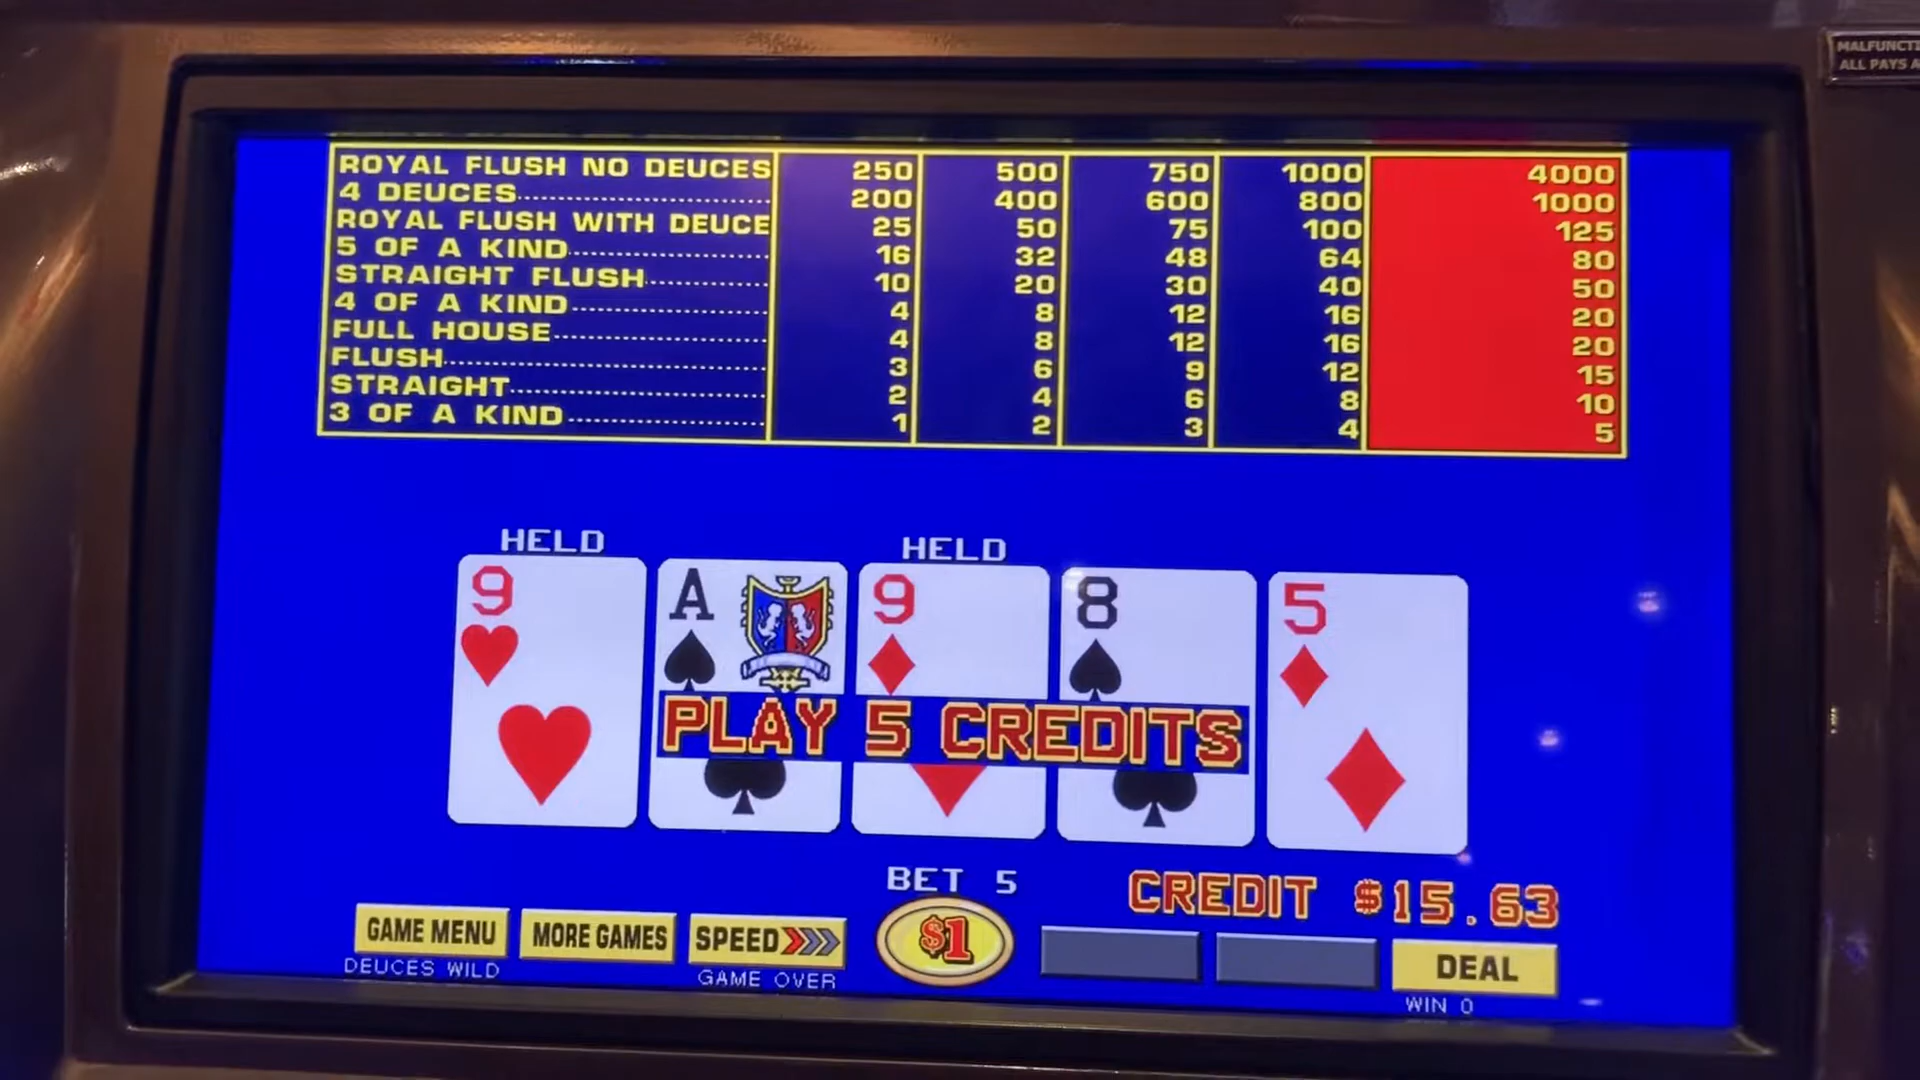 MALFUNCTI
ALL PAYS A
ROYAL FLUSH NO DEUCES 250 500 750 1000 4000
4 DEUCES 200 400 600 800 1000
ROYAL FLUSH WITH DEUCE 25 50 75 100 125
5 OF A KIND 16 32 48 64 80
STRAIGHT FLUSH 10 20 30 40 50
4 OF A KIND 4 8 12 16 20
FULL HOUSE 4 8 12 16 20
FLUSH 3 6 9 12 15
STRAIGHT 2 4 6 8 10
3 OF A KIND 1 2 3 4 5
HELD HELD
9 A 9 8 5
PLAY 5 CREDITS
BET 5 CREDIT $15.63
GAME MENU MORE GAMES SPEED $1 DEAL
DEUCES WILD GAME OVER WIN 0